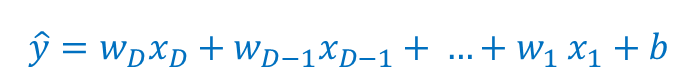 ŷ = w_D x_D + w_{D−1} x_{D−1} + … + w_1 x_1 + b